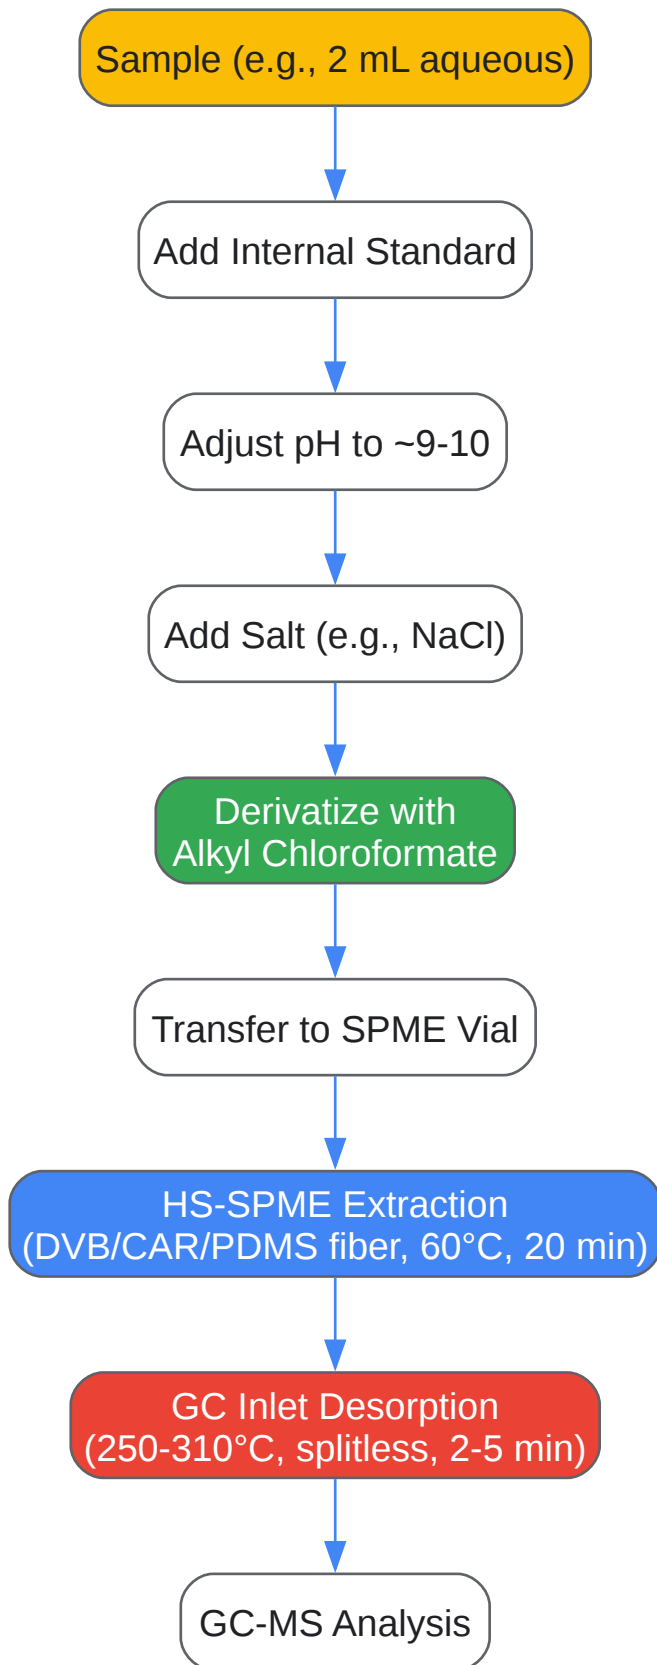 Sample (e.g., 2 mL aqueous)
Add Internal Standard
Adjust pH to ~9-10
Add Salt (e.g., NaCl)
Derivatize with
Alkyl Chloroformate
Transfer to SPME Vial
HS-SPME Extraction
(DVB/CAR/PDMS fiber, 60°C, 20 min)
GC Inlet Desorption
(250-310°C, splitless, 2-5 min)
GC-MS Analysis